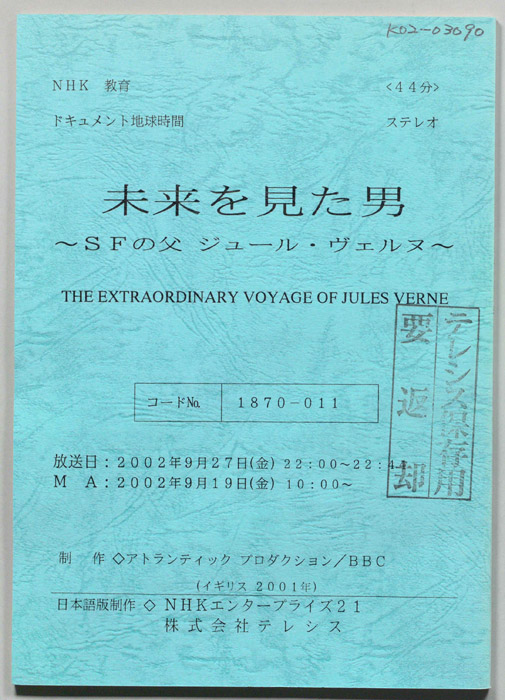 K02-03090
NHK 教育 <44分>
ドキュメント地球時間 ステレオ
未来を見た男
～SFの父 ジュール・ヴェルヌ～
THE EXTRAORDINARY VOYAGE OF JULES VERNE
テレシス保存用
要返却
コードNo. 1870-011
放送日:2002年9月27日(金) 22:00～22:44
M A:2002年9月19日(金) 10:00～
制 作 ◇アトランティック プロダクション/BBC
(イギリス 2001年)
日本語版制作 ◇ NHKエンタープライズ21
株式会社テレシス